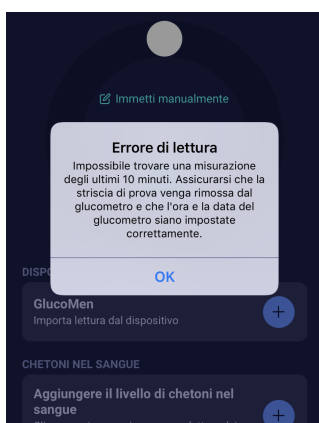 Immetti manualmente
Errore di lettura
Impossibile trovare una misurazione
degli ultimi 10 minuti. Assicurarsi che la
striscia di prova venga rimossa dal
glucometro e che l'ora e la data del
glucometro siano impostate
correttamente.
OK
GlucoMen
Importa lettura dal dispositivo
CHETONI NEL SANGUE
Aggiungere il livello di chetoni nel
sangue